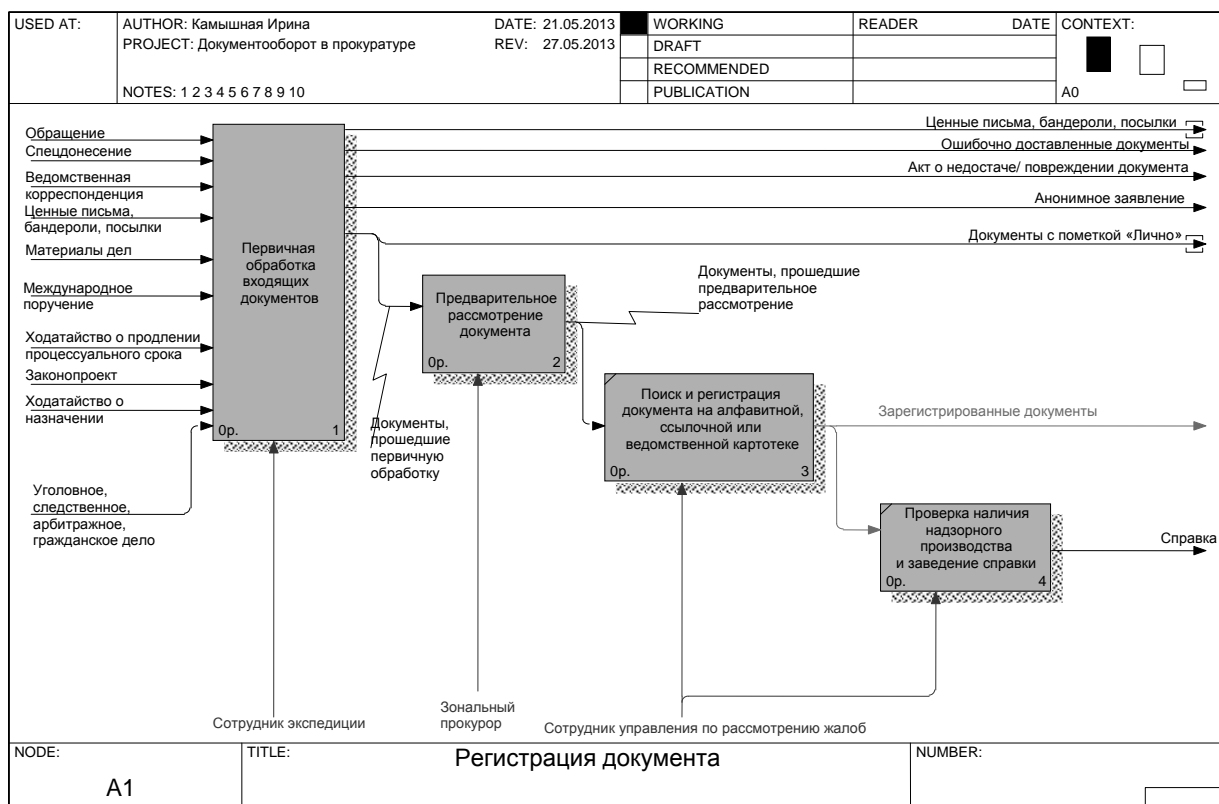 USED AT:
AUTHOR: Камышная Ирина
DATE: 21.05.2013
WORKING
READER
DATE
CONTEXT:
PROJECT: Документооборот в прокуратуре
REV: 27.05.2013
DRAFT
RECOMMENDED
NOTES: 1 2 3 4 5 6 7 8 9 10
PUBLICATION
A0
Обращение
Спецдонесение
Ведомственная
корреспонденция
Ценные письма,
бандероли, посылки
Материалы дел
Международное
поручение
Ходатайство о продлении
процессуального срока
Законопроект
Ходатайство о
назначении
Уголовное,
следственное,
арбитражное,
гражданское дело
Первичная
обработка
входящих
документов
0р.
1
Ценные письма, бандероли, посылки
Ошибочно доставленные документы
Акт о недостаче/ повреждении документа
Анонимное заявление
Документы с пометкой «Лично»
Предварительное
рассмотрение
документа
0р.
2
Документы, прошедшие
предварительное
рассмотрение
Документы,
прошедшие
первичную
обработку
Поиск и регистрация
документа на алфавитной,
ссылочной или
ведомственной картотеке
0р.
3
Зарегистрированные документы
Проверка наличия
надзорного
производства
и заведение справки
0р.
4
Справка
Сотрудник экспедиции
Зональный
прокурор
Сотрудник управления по рассмотрению жалоб
NODE:
A1
TITLE:
Регистрация документа
NUMBER: